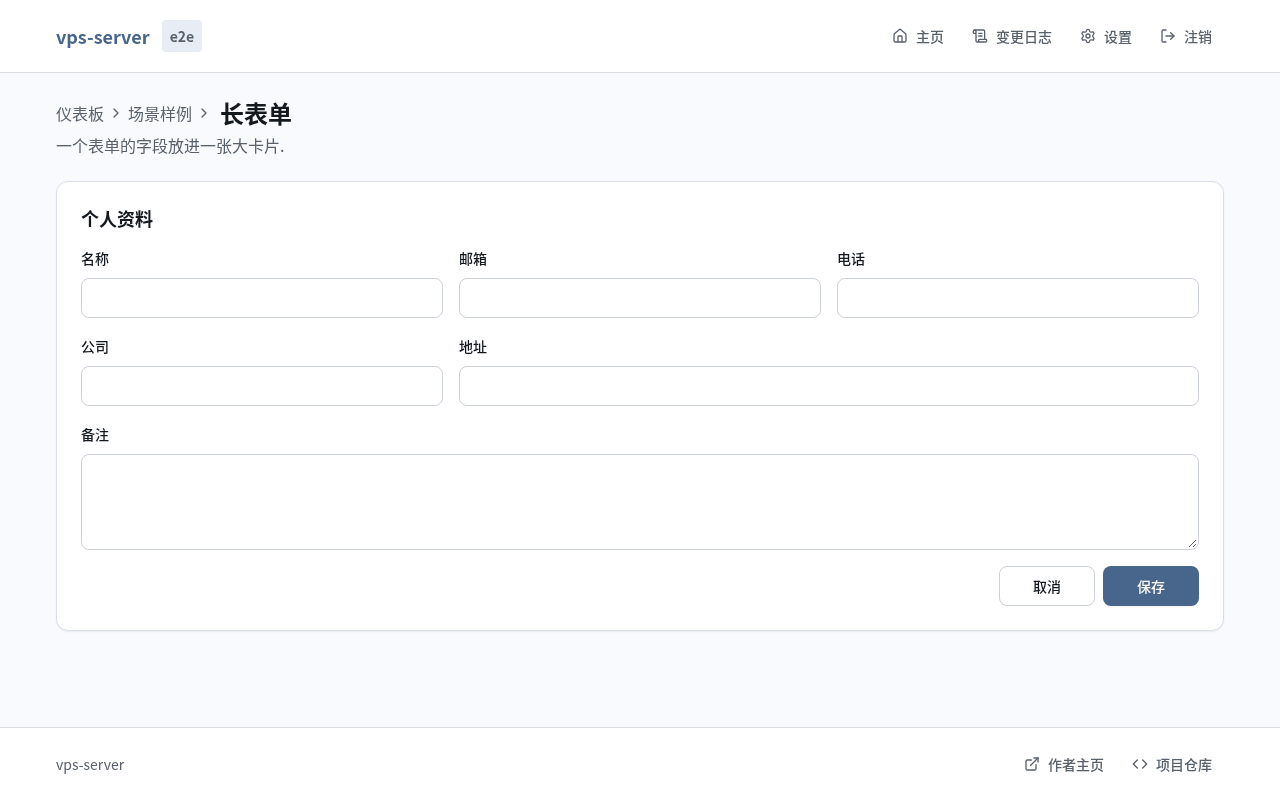 vps-server e2e 主页 变更日志 设置 注销
仪表板 场景样例 长表单
一个表单的字段放进一张大卡片.
个人资料
名称 邮箱 电话
公司 地址
备注
取消 保存
vps-server 作者主页 项目仓库